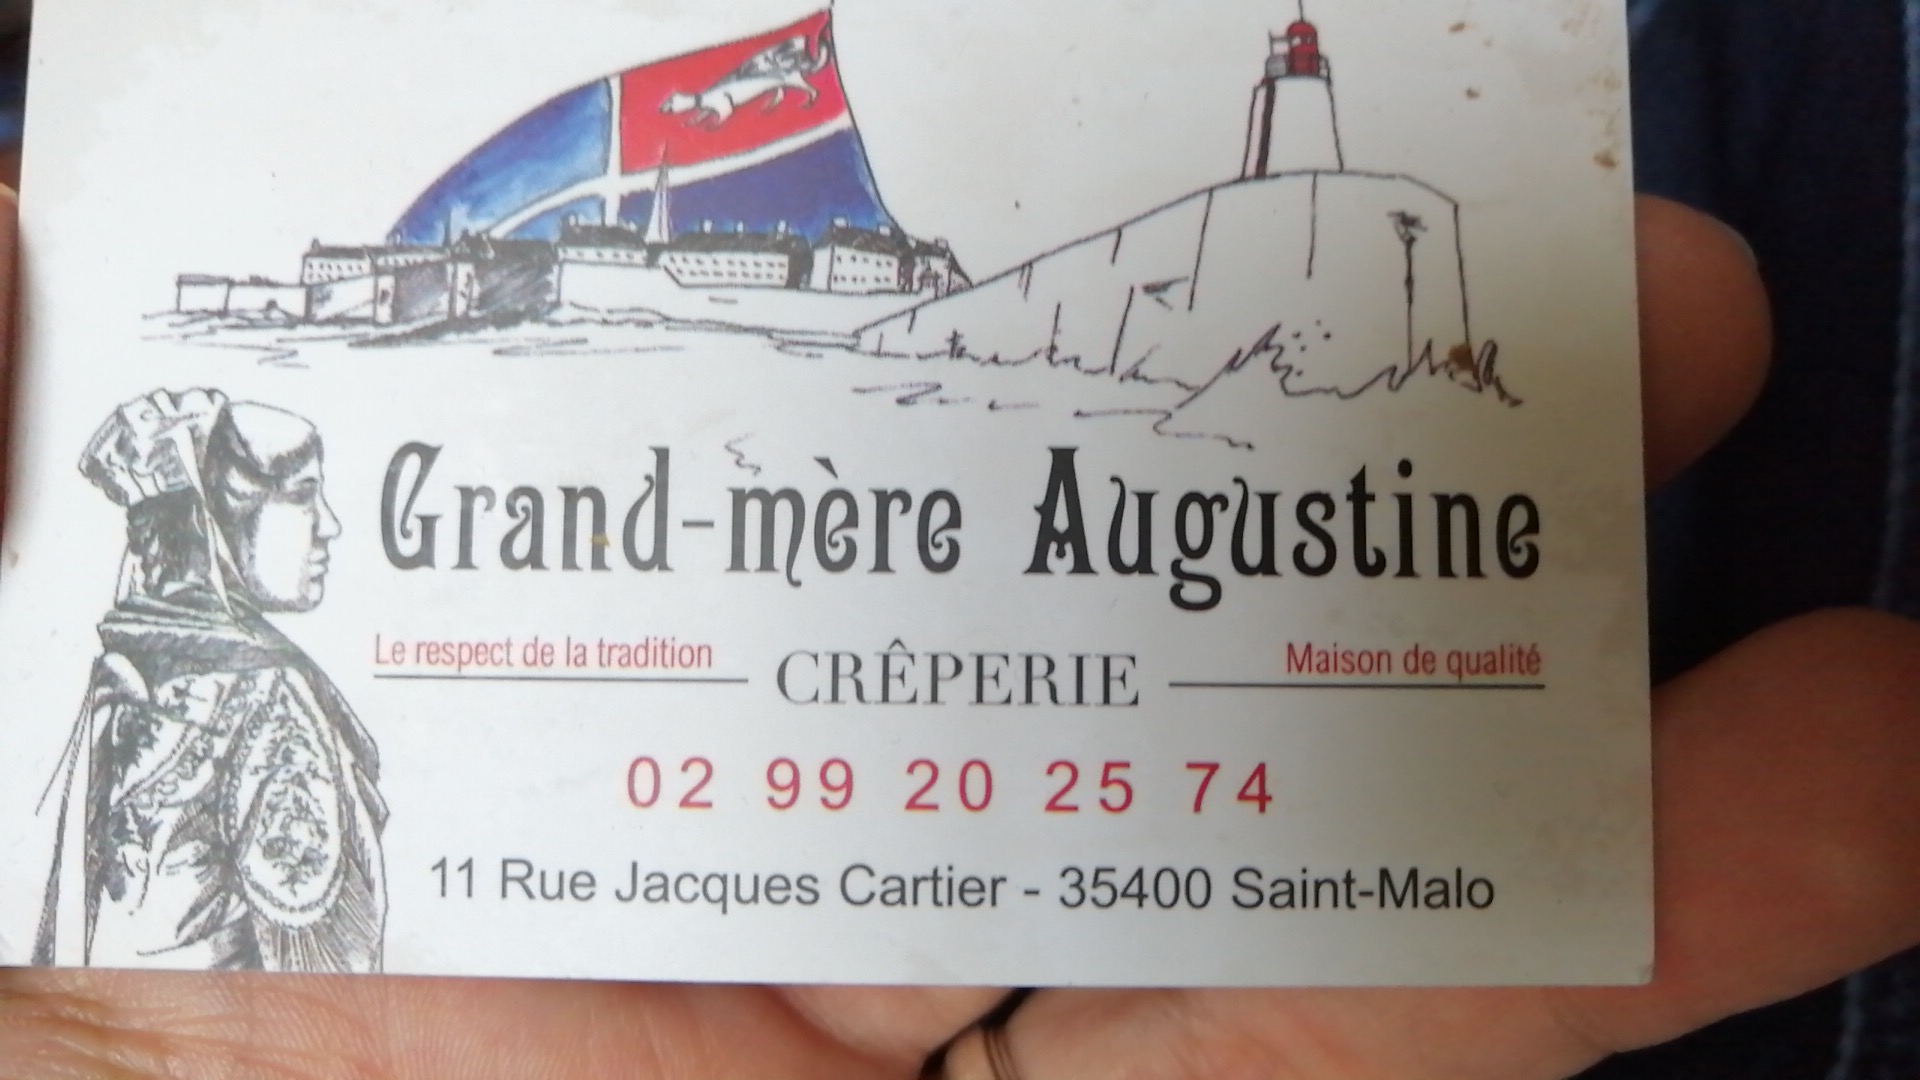 Grand-mère Augustine
Le respect de la tradition
CRÊPERIE
Maison de qualité
02 99 20 25 74
11 Rue Jacques Cartier - 35400 Saint-Malo